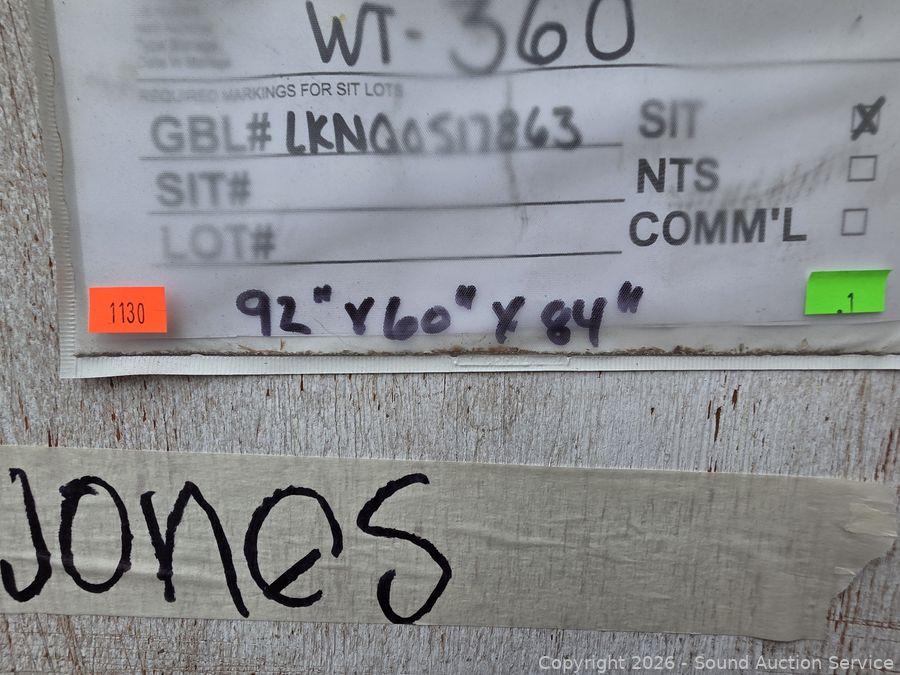 WT-360
REQUIRED MARKINGS FOR SIT LOTS
GBL# LKNQ0517863 SIT X
SIT# NTS
LOT# COMM'L
1130
92" x 60" x 84"
.1
Jones
Copyright 2026 - Sound Auction Service